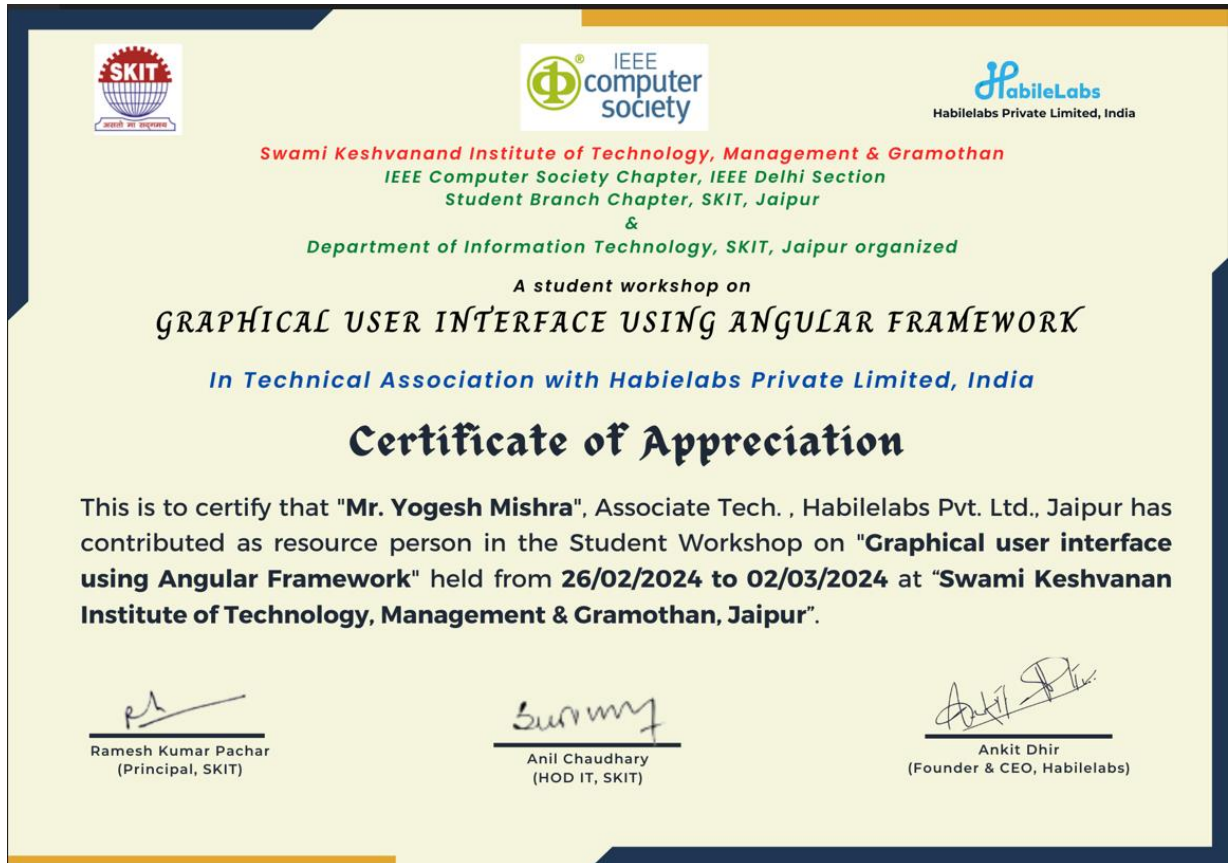 SKIT
असतो मा सद्गमय
IEEE
computer
society
®
HabileLabs
Habilelabs Private Limited, India
Swami Keshvanand Institute of Technology, Management & Gramothan
IEEE Computer Society Chapter, IEEE Delhi Section
Student Branch Chapter, SKIT, Jaipur
&
Department of Information Technology, SKIT, Jaipur organized
A student workshop on
GRAPHICAL USER INTERFACE USING ANGULAR FRAMEWORK
In Technical Association with Habielabs Private Limited, India
Certificate of Appreciation
This is to certify that "Mr. Yogesh Mishra", Associate Tech. , Habilelabs Pvt. Ltd., Jaipur has
contributed as resource person in the Student Workshop on "Graphical user interface
using Angular Framework" held from 26/02/2024 to 02/03/2024 at “Swami Keshvanan
Institute of Technology, Management & Gramothan, Jaipur”.
Ramesh Kumar Pachar
(Principal, SKIT)
Anil Chaudhary
(HOD IT, SKIT)
Ankit Dhir
(Founder & CEO, Habilelabs)